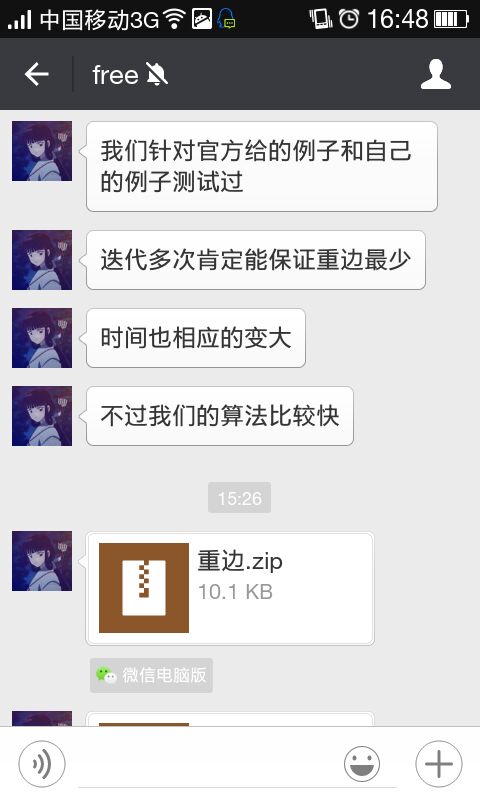 中国移动3G
16:48
free
我们针对官方给的例子和自己
的例子测试过
迭代多次肯定能保证重边最少
时间也相应的变大
不过我们的算法比较快
15:26
重边.zip
10.1 KB
微信电脑版